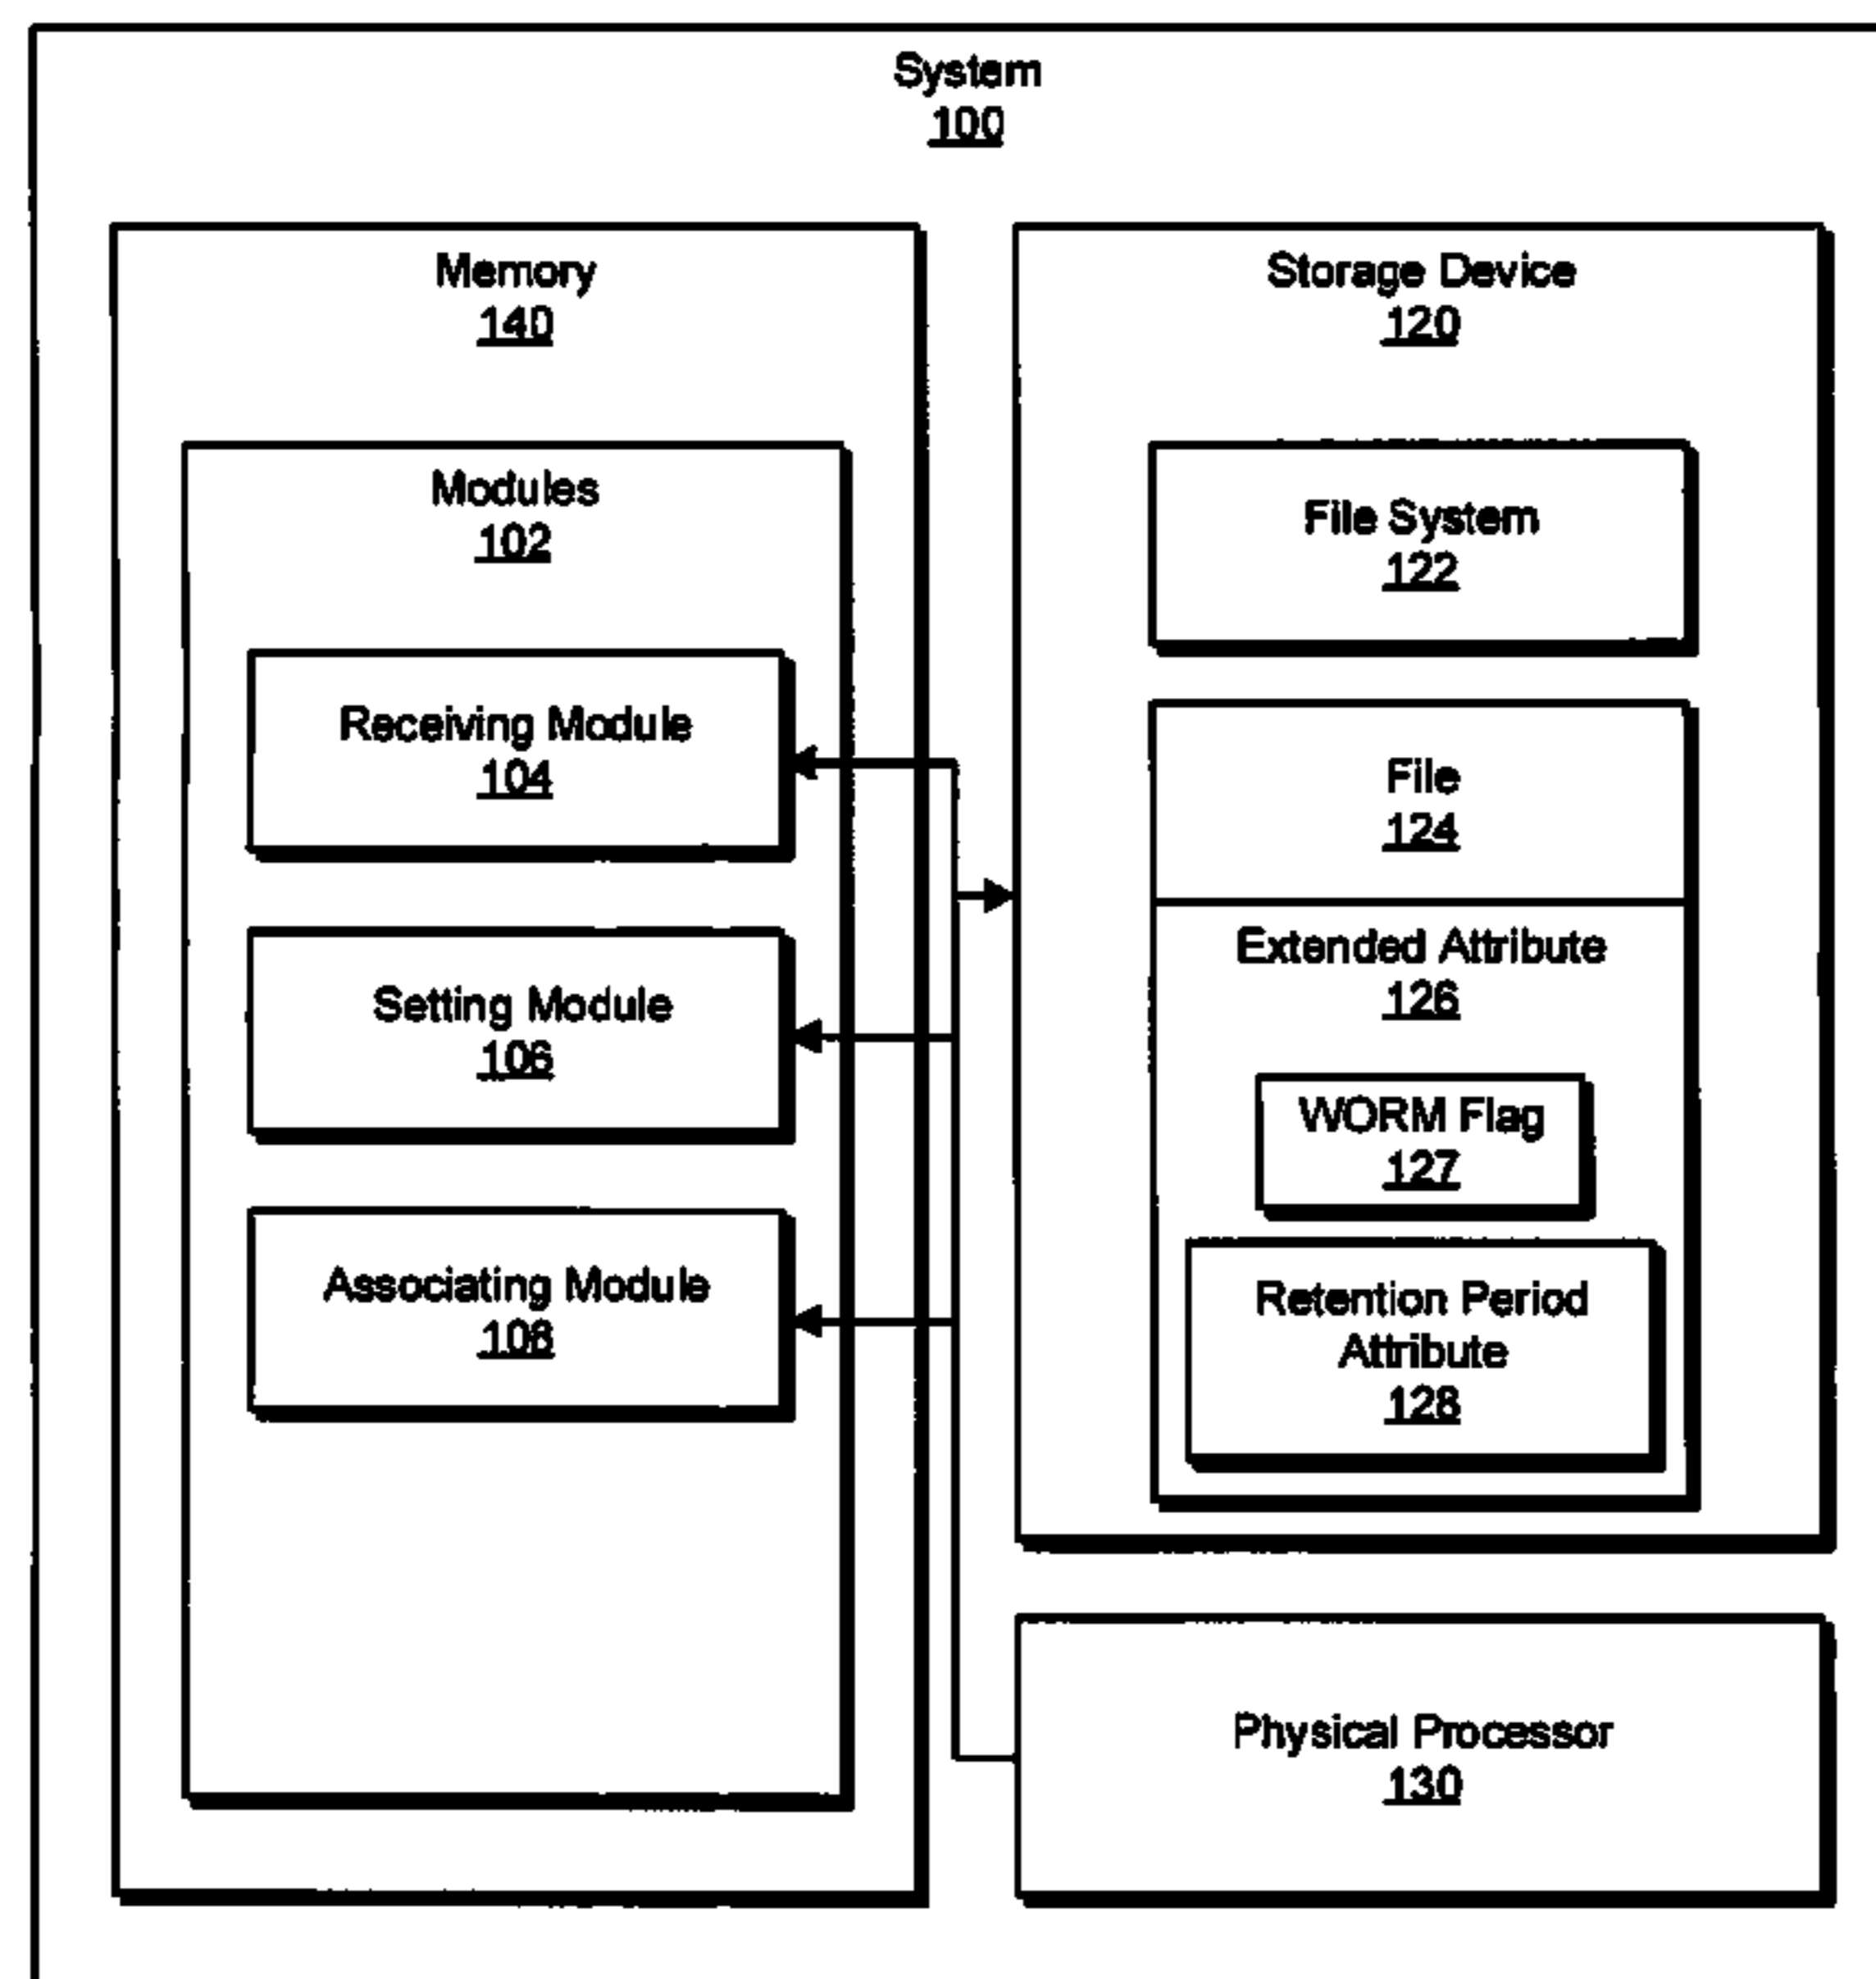 System
100
Memory
140
Modules
102
Receiving Module
104
Setting Module
106
Associating Module
108
Storage Device
120
File System
122
File
124
Extended Attribute
126
WORM Flag
127
Retention Period
Attribute
128
Physical Processor
130